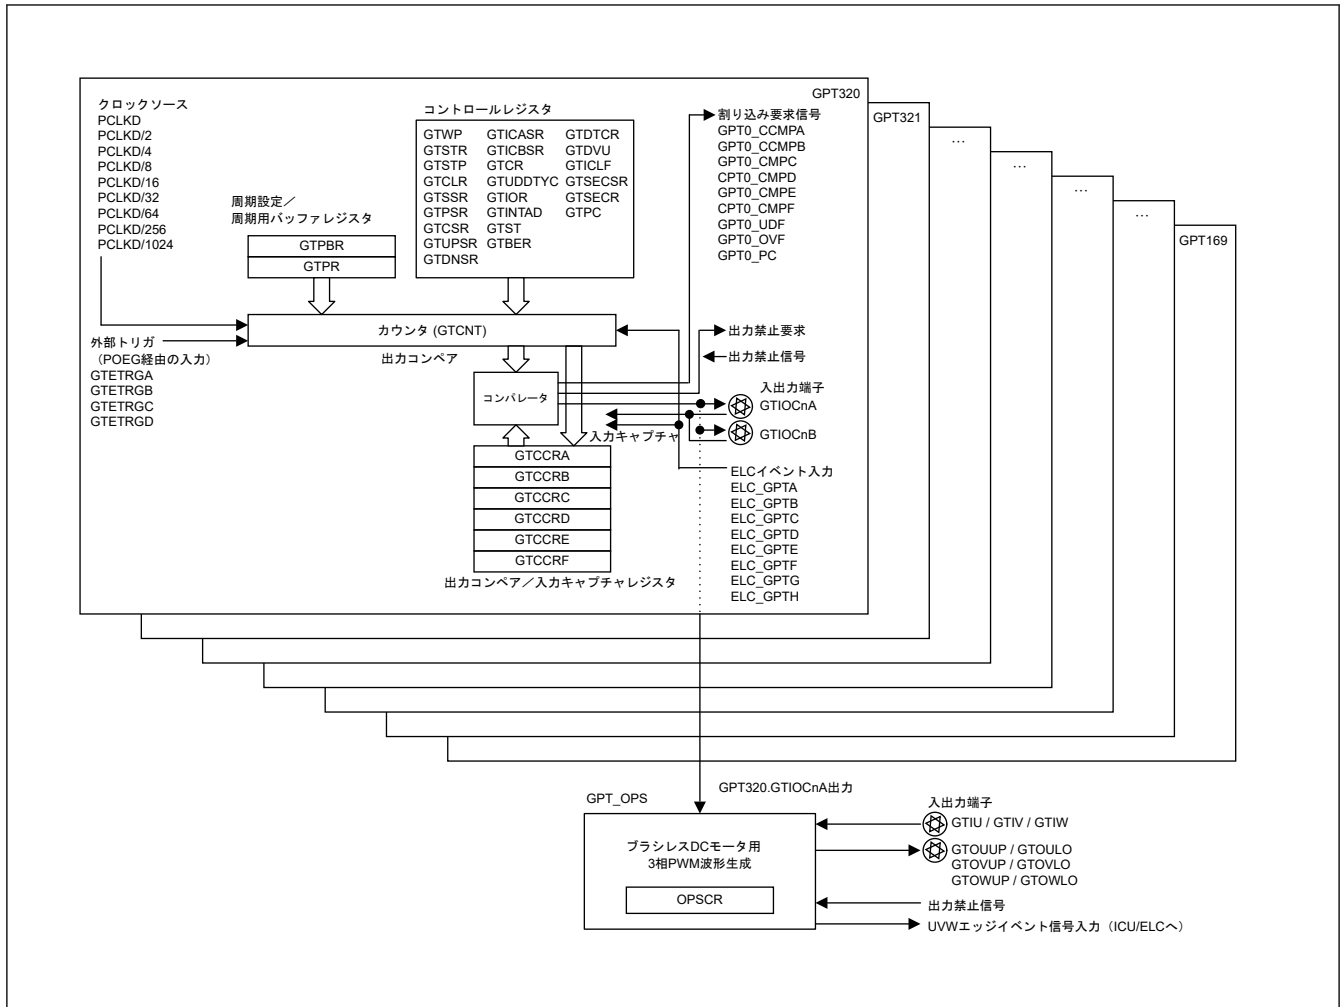 GPT320
GPT321
…
…
…
…
GPT169
クロックソース
PCLKD
PCLKD/2
PCLKD/4
PCLKD/8
PCLKD/16
PCLKD/32
PCLKD/64
PCLKD/256
PCLKD/1024
周期設定／
周期用バッファレジスタ
GTPBR
GTPR
コントロールレジスタ
GTWP GTICASR GTDTCR
GTSTR GTICBSR GTDVU
GTSTP GTCR GTICLF
GTCLR GTUDDTYC GTSECSR
GTSSR GTIOR GTSECR
GTPSR GTINTAD GTPC
GTCSR GTST
GTUPSR GTBER
GTDNSR
割り込み要求信号
GPT0_CCMPA
GPT0_CCMPB
GPT0_CMPC
CPT0_CMPD
GPT0_CMPE
CPT0_CMPF
GPT0_UDF
GPT0_OVF
GPT0_PC
カウンタ (GTCNT)
外部トリガ
（POEG経由の入力）
GTETRGA
GTETRGB
GTETRGC
GTETRGD
出力コンペア
コンパレータ
出力禁止要求
出力禁止信号
入出力端子
GTIOCnA
GTIOCnB
入力キャプチャ
GTCCRA
GTCCRB
GTCCRC
GTCCRD
GTCCRE
GTCCRF
出力コンペア／入力キャプチャレジスタ
ELCイベント入力
ELC_GPTA
ELC_GPTB
ELC_GPTC
ELC_GPTD
ELC_GPTE
ELC_GPTF
ELC_GPTG
ELC_GPTH
GPT320.GTIOCnA出力
GPT_OPS
ブラシレスDCモータ用
3相PWM波形生成
OPSCR
入出力端子
GTIU / GTIV / GTIW
GTOUUP / GTOULO
GTOVUP / GTOVLO
GTOWUP / GTOWLO
出力禁止信号
UVWエッジイベント信号入力（ICU/ELCへ）